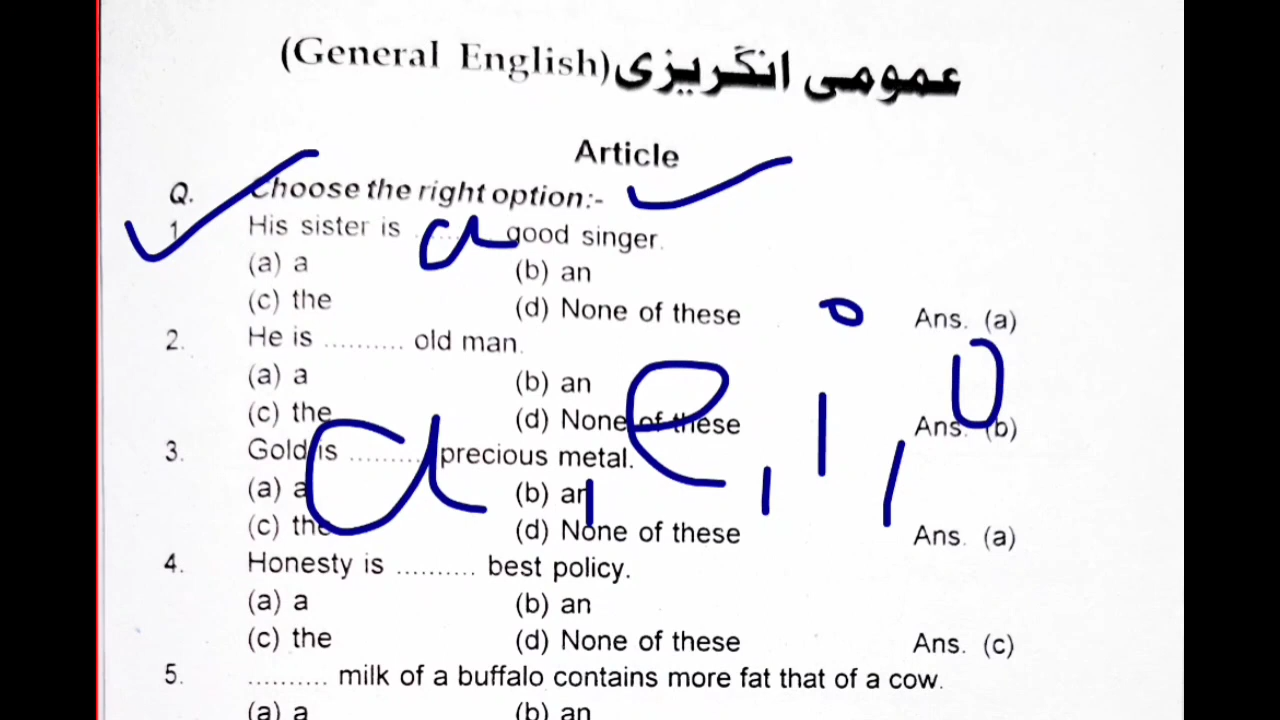 (General English) عمومی انگریزی
Article
Q. Choose the right option:-
1. His sister is a good singer.
(a) a (b) an
(c) the (d) None of these Ans. (a)
2. He is .......... old man.
(a) a (b) an
(c) the (d) None of these Ans. (b)
3. Gold is .......... precious metal.
(a) a (b) an
(c) the (d) None of these Ans. (a)
a, e, i, o
4. Honesty is .......... best policy.
(a) a (b) an
(c) the (d) None of these Ans. (c)
5. .......... milk of a buffalo contains more fat that of a cow.
(a) a (b) an